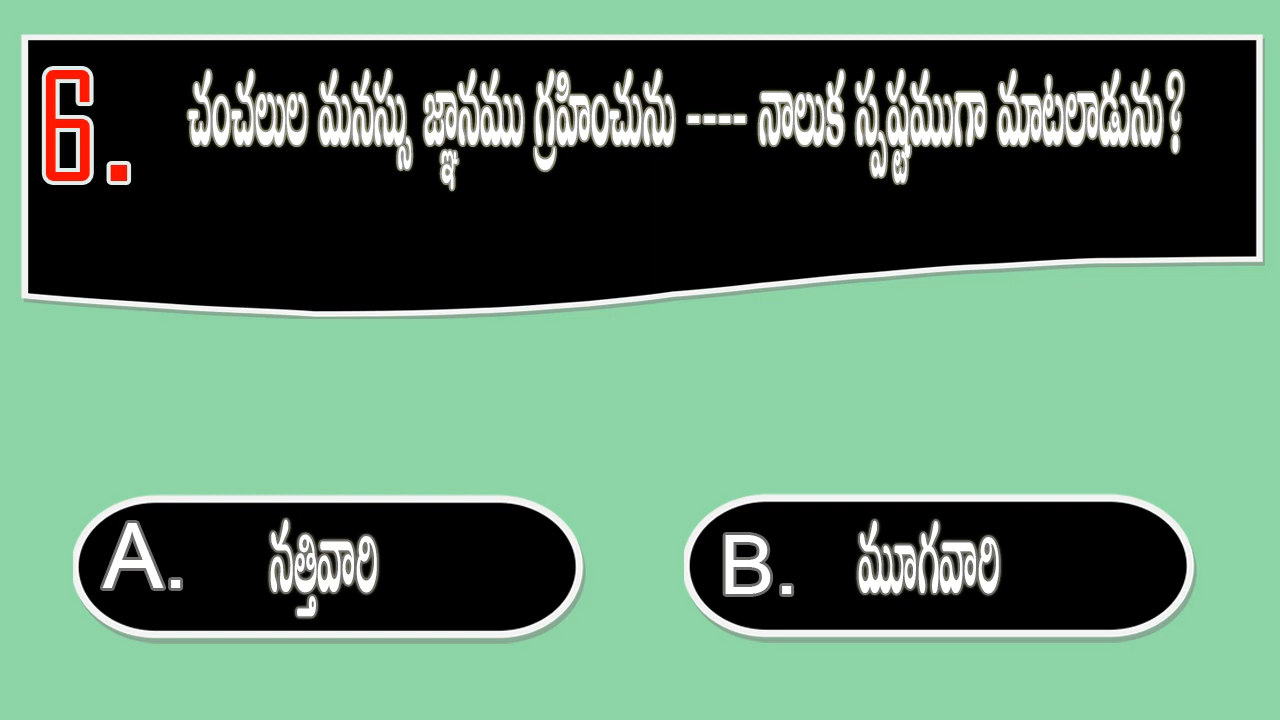 6. చంచలుల మనస్సు జ్ఞానము గ్రహించును ---- నాలుక స్పష్టముగా మాటలాడును?
A. నత్తివారి
B. మూగవారి